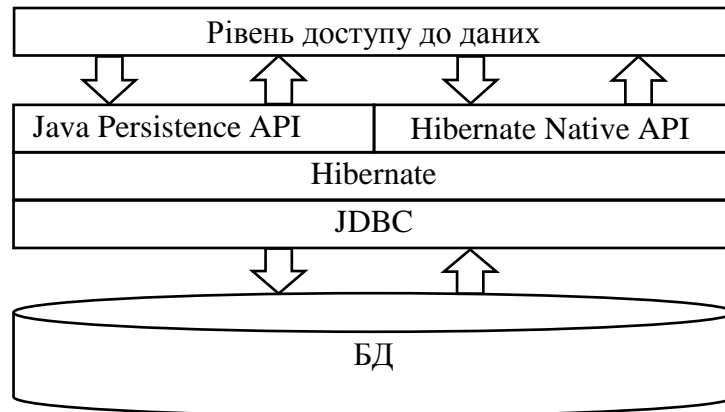 Рівень доступу до даних
Java Persistence API
Hibernate Native API
Hibernate
JDBC
БД